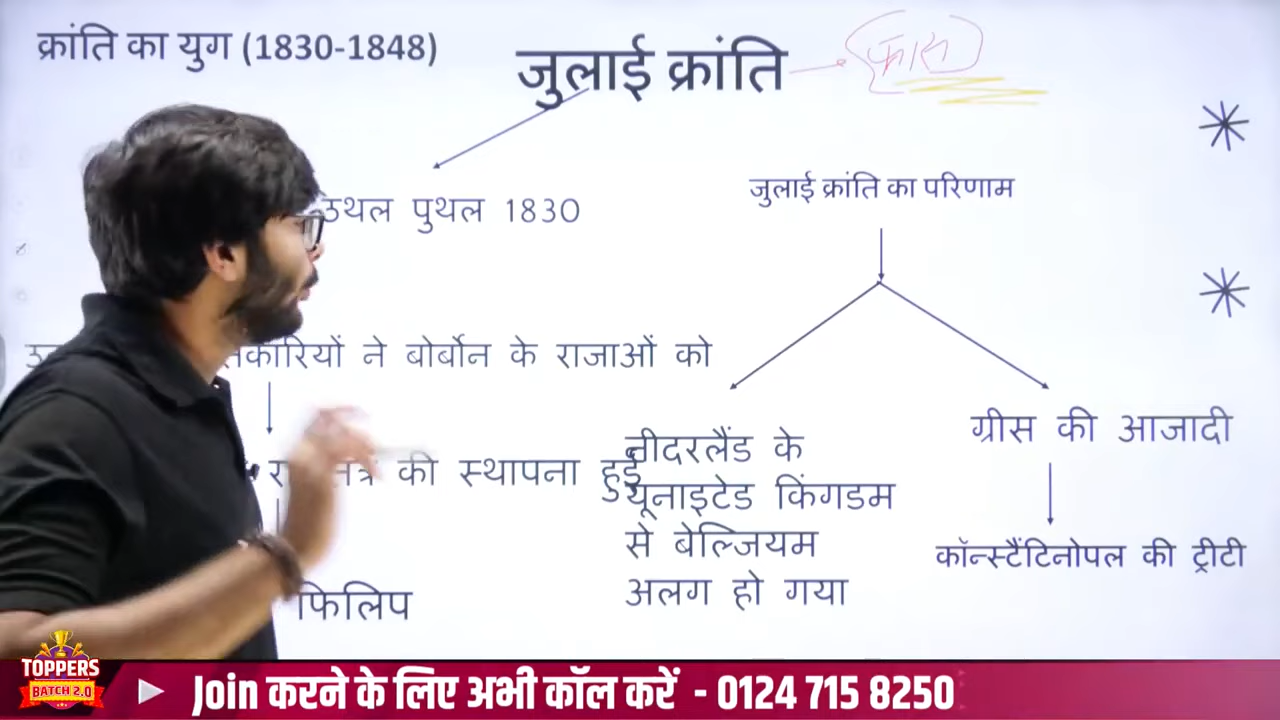 क्रांति का युग (1830-1848)
जुलाई क्रांति
फ्रांस
उथल पुथल 1830
जुलाई क्रांति का परिणाम
ने बोर्बोन के राजाओं को
की स्थापना हुई
फिलिप
नीदरलैंड के
यूनाइटेड किंगडम
से बेल्जियम
अलग हो गया
ग्रीस की आजादी
कॉन्स्टैंटिनोपल की ट्रीटी
TOPPERS
BATCH 2.0
Join करने के लिए अभी कॉल करें - 0124 715 8250